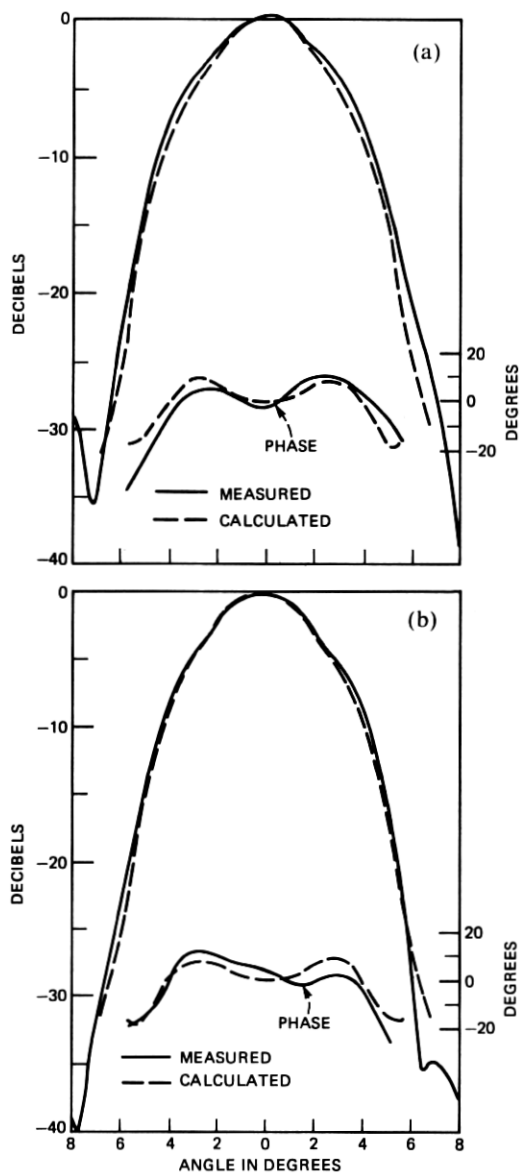 0
(a)
−10
DECIBELS
−20
20
0
DEGREES
−20
PHASE
−30
MEASURED
CALCULATED
−40
0
(b)
−10
DECIBELS
−20
20
0
DEGREES
−20
−30
PHASE
MEASURED
CALCULATED
−40
8 6 4 2 0 2 4 6 8
ANGLE IN DEGREES